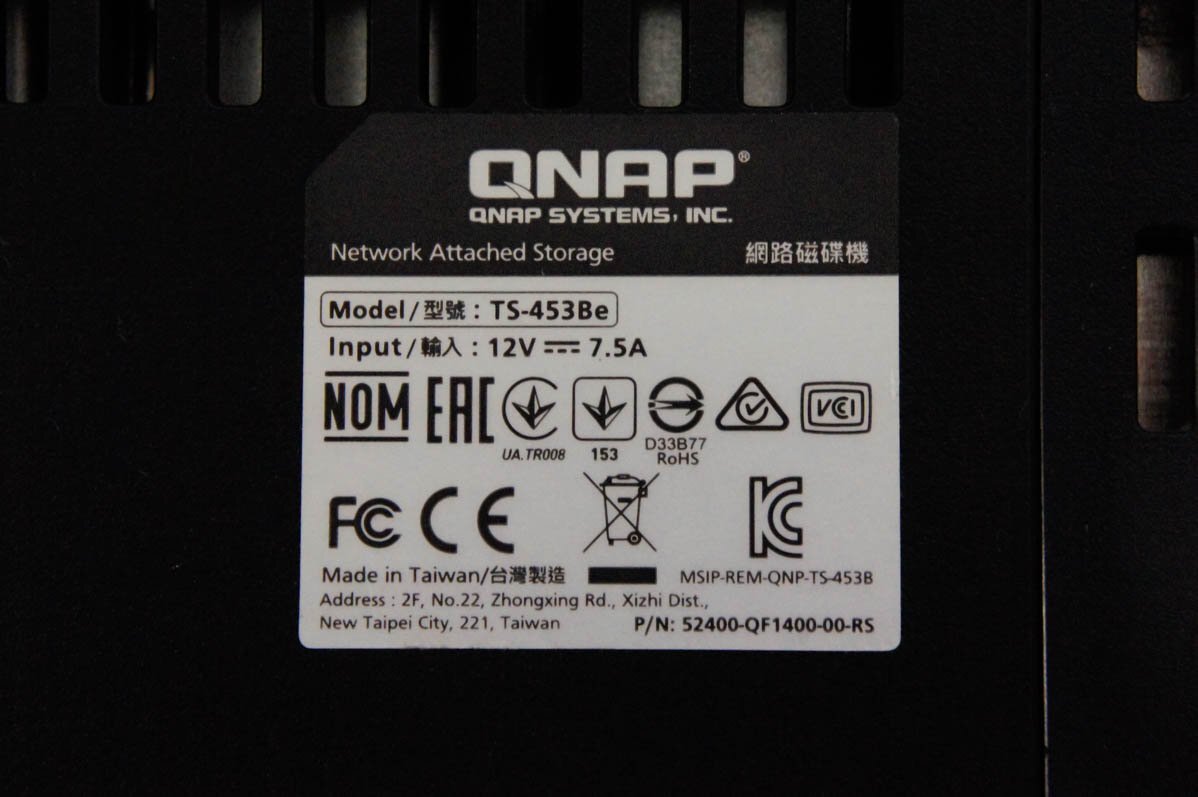 QNAP®
QNAP SYSTEMS, INC.
Network Attached Storage 網路磁碟機
Model/型號：TS-453Be
Input/輸入：12V ⎓ 7.5A
NOM EAC VCI
UA.TR008 153 D33B77
RoHS
FC CE KC
Made in Taiwan/台灣製造 MSIP-REM-QNP-TS-453B
Address : 2F, No.22, Zhongxing Rd., Xizhi Dist.,
New Taipei City, 221, Taiwan P/N: 52400-QF1400-00-RS